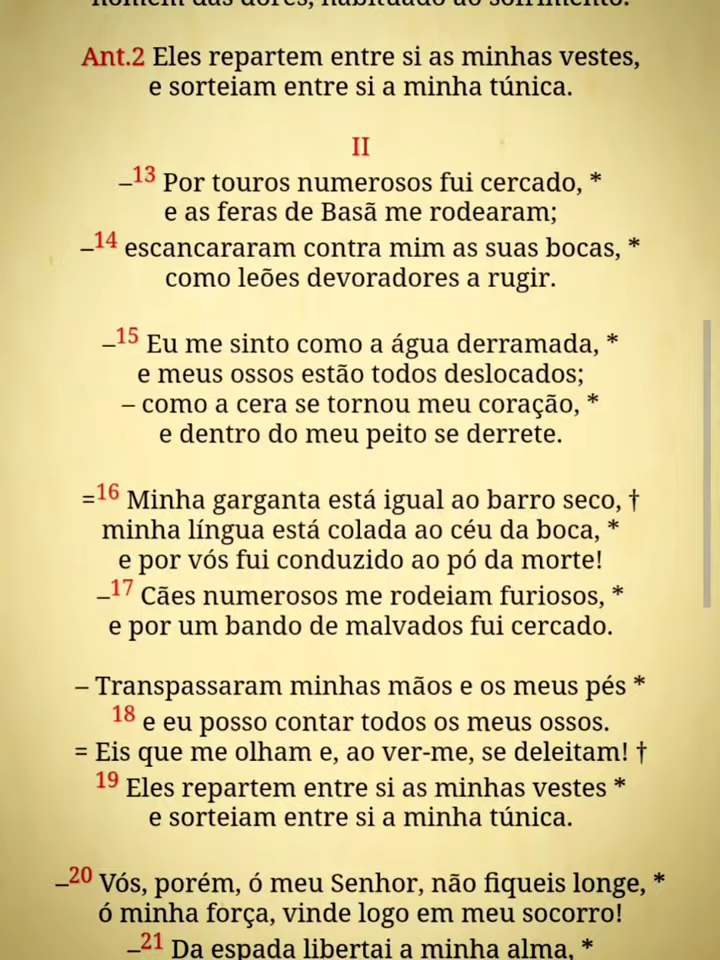 homem das dores, habituado ao sofrimento.
Ant.2 Eles repartem entre si as minhas vestes,
e sorteiam entre si a minha túnica.
II
–13 Por touros numerosos fui cercado, *
e as feras de Basã me rodearam;
–14 escancararam contra mim as suas bocas, *
como leões devoradores a rugir.
–15 Eu me sinto como a água derramada, *
e meus ossos estão todos deslocados;
– como a cera se tornou meu coração, *
e dentro do meu peito se derrete.
=16 Minha garganta está igual ao barro seco, †
minha língua está colada ao céu da boca, *
e por vós fui conduzido ao pó da morte!
–17 Cães numerosos me rodeiam furiosos, *
e por um bando de malvados fui cercado.
– Transpassaram minhas mãos e os meus pés *
18 e eu posso contar todos os meus ossos.
= Eis que me olham e, ao ver-me, se deleitam! †
19 Eles repartem entre si as minhas vestes *
e sorteiam entre si a minha túnica.
–20 Vós, porém, ó meu Senhor, não fiqueis longe, *
ó minha força, vinde logo em meu socorro!
–21 Da espada libertai a minha alma, *